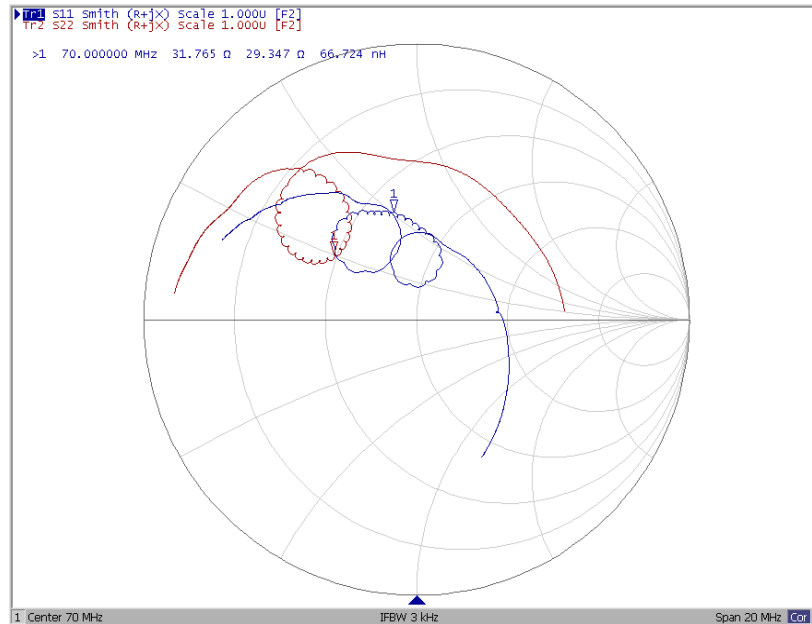 Tr1 S11 Smith (R+jX) Scale 1.000U [F2]
Tr2 S22 Smith (R+jX) Scale 1.000U [F2]
>1 70.000000 MHz 31.765 Ω 29.347 Ω 66.724 nH
1
1
1 Center 70 MHz IFBW 3 kHz Span 20 MHz Cor